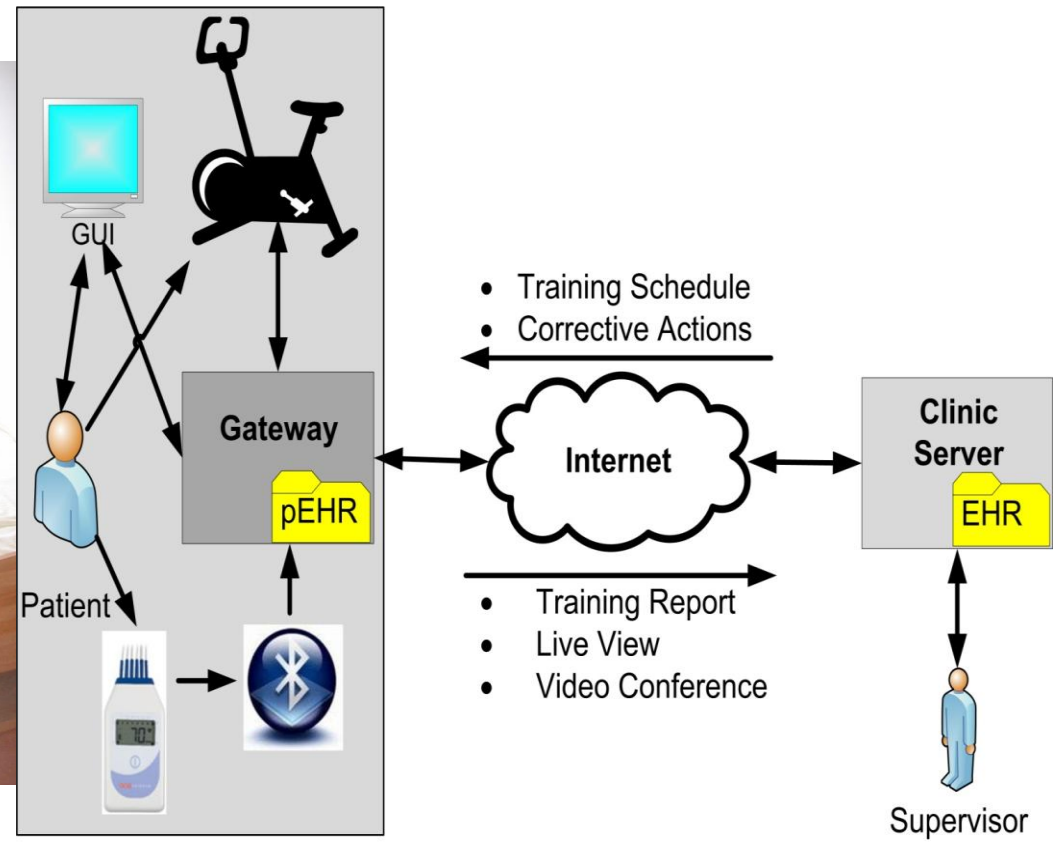 GUI
Gateway
pEHR
Patient
70
• Training Schedule
• Corrective Actions
Internet
• Training Report
• Live View
• Video Conference
Clinic
Server
EHR
Supervisor